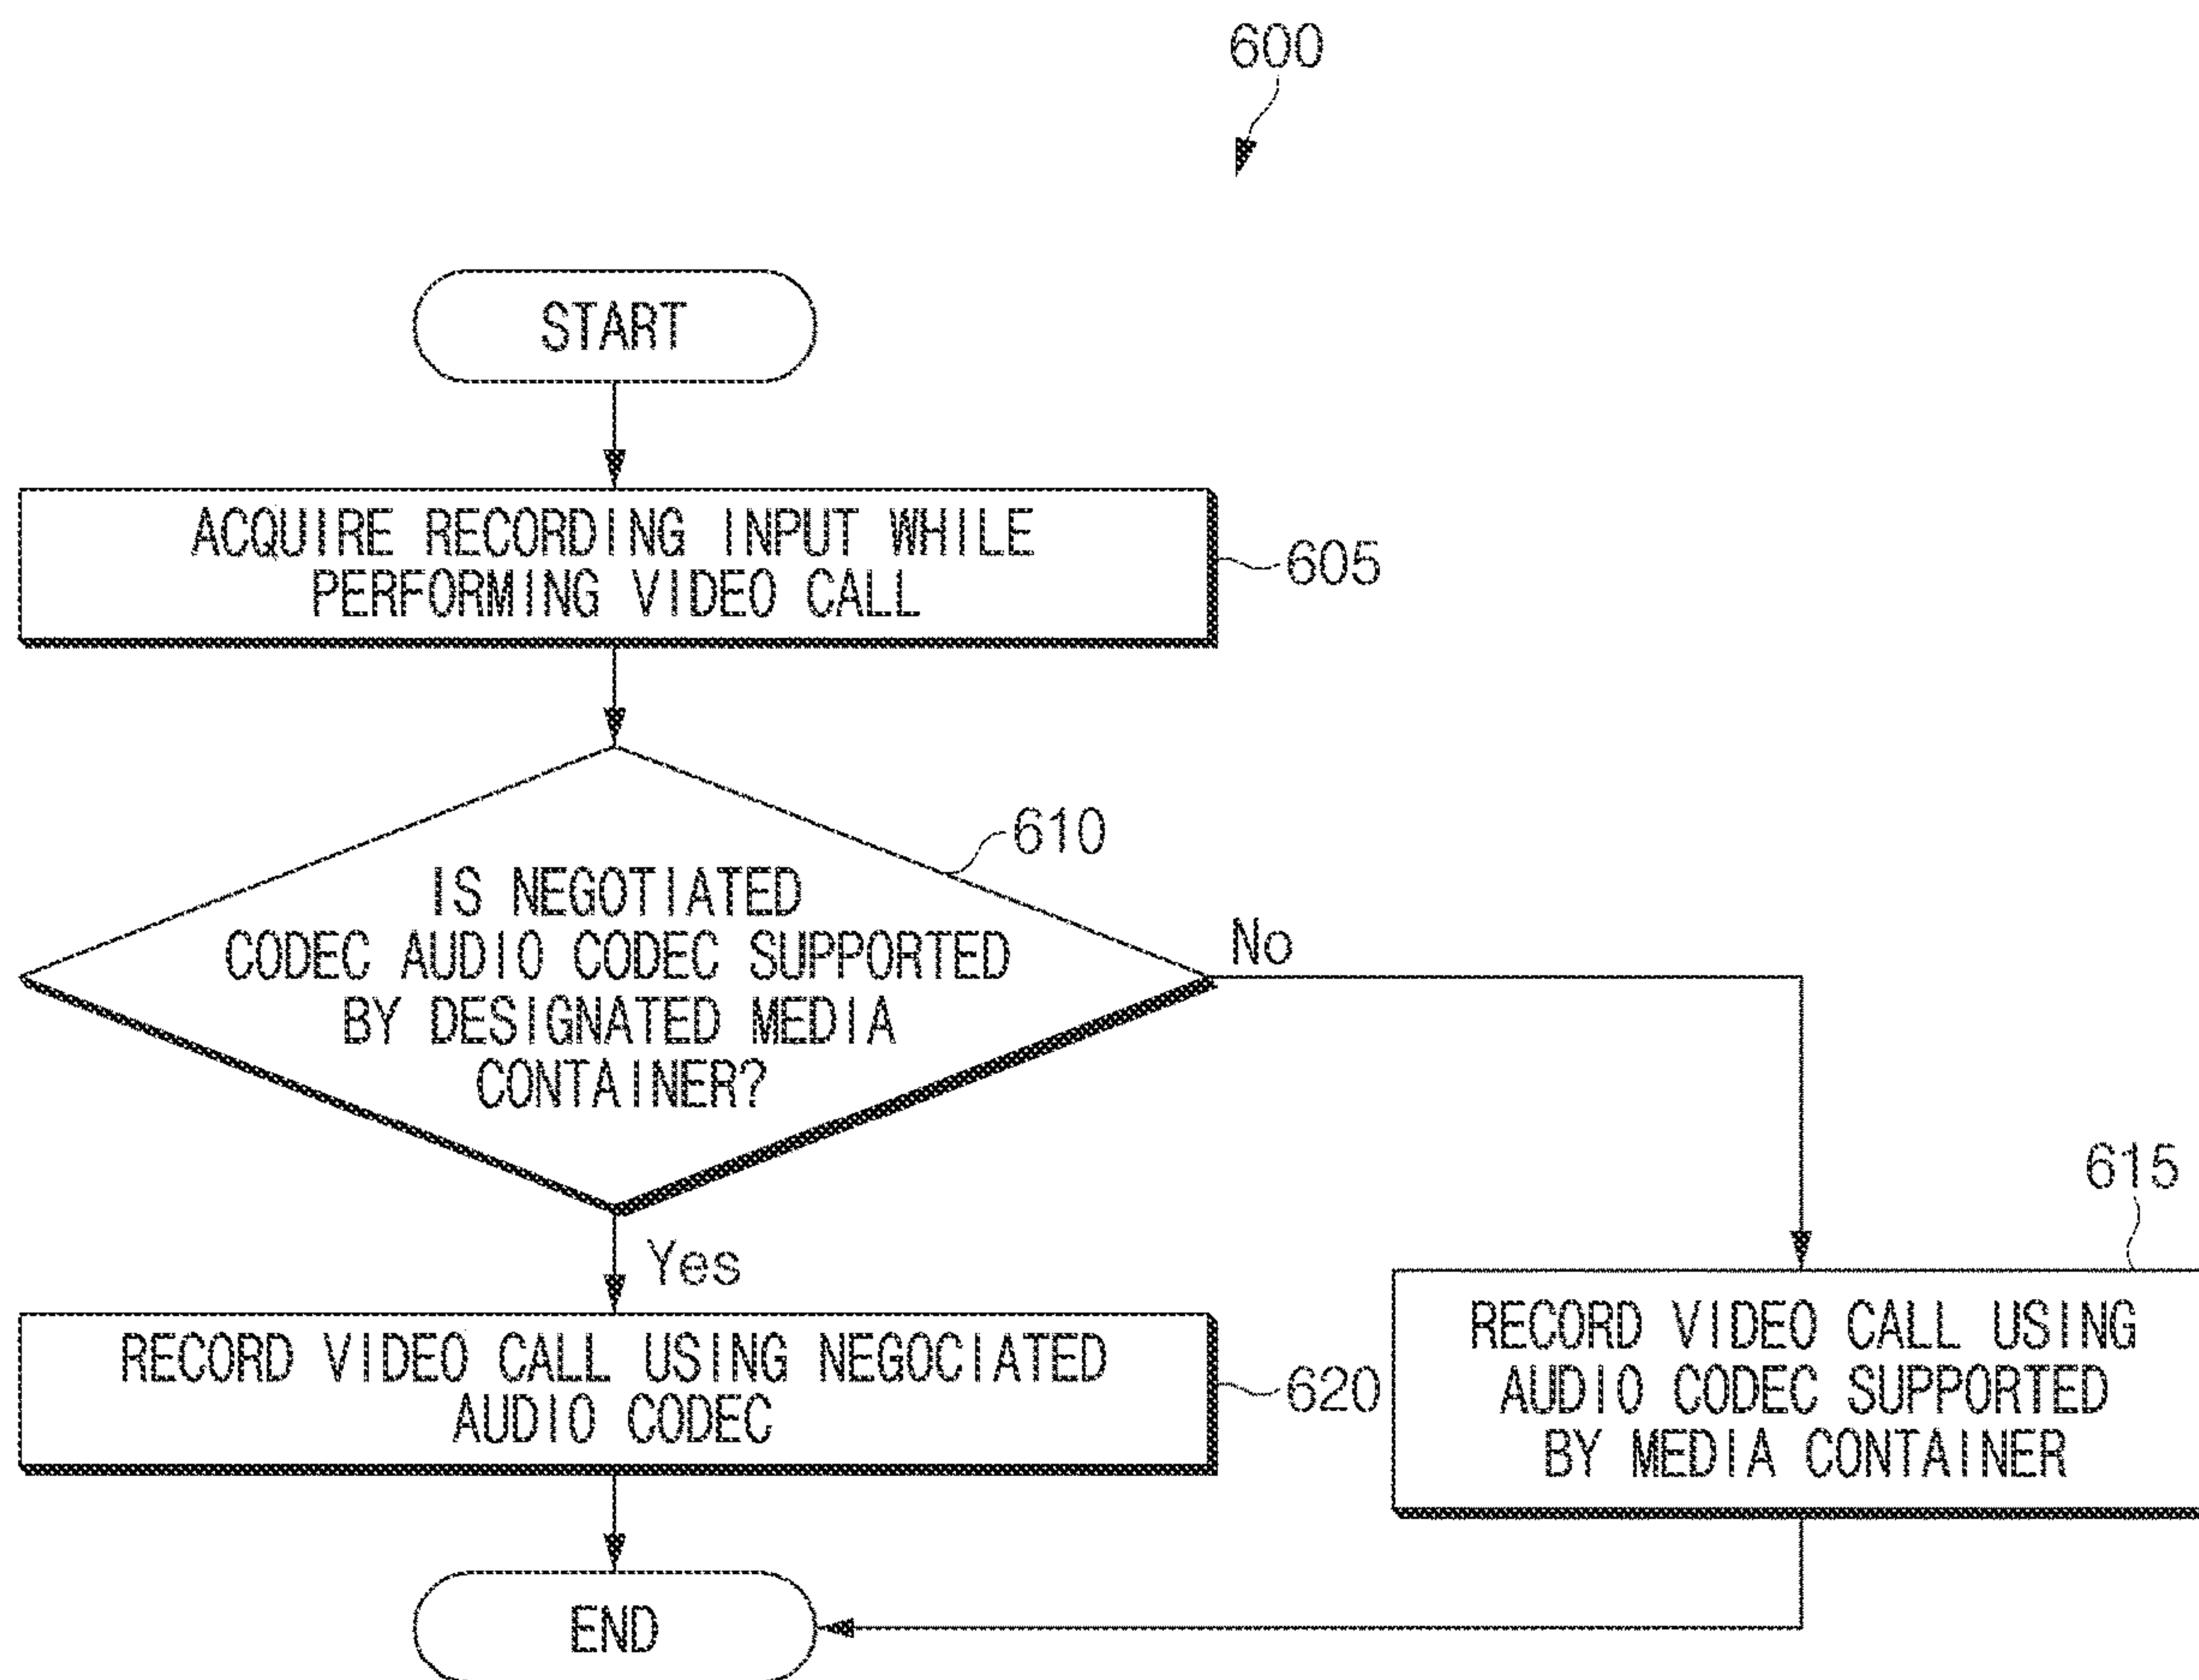 600
START
ACQUIRE RECORDING INPUT WHILE
PERFORMING VIDEO CALL
605
610
IS NEGOTIATED
CODEC AUDIO CODEC SUPPORTED
BY DESIGNATED MEDIA
CONTAINER?
No
Yes
615
RECORD VIDEO CALL USING NEGOCIATED
AUDIO CODEC
620
RECORD VIDEO CALL USING
AUDIO CODEC SUPPORTED
BY MEDIA CONTAINER
END